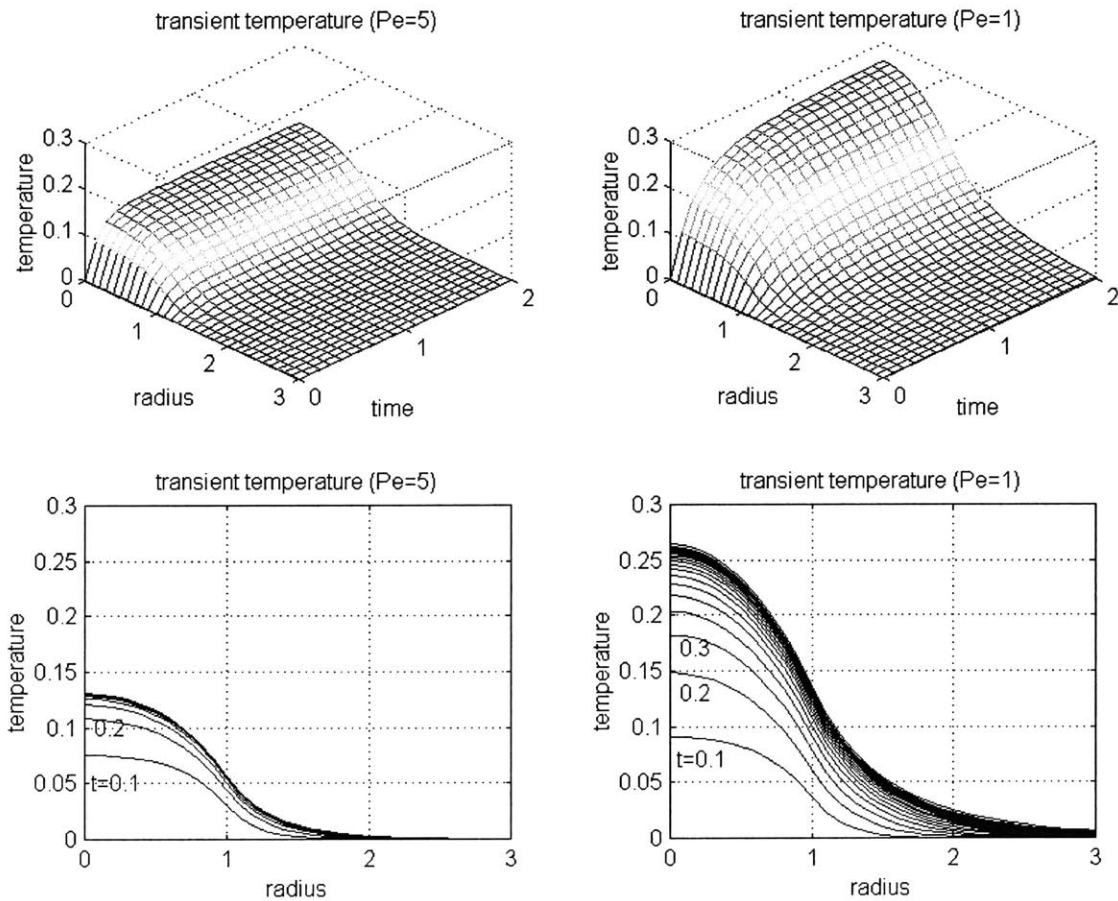 transient temperature (Pe=5)
0.3
0.2
0.1
0
temperature
0
1
2
3
radius
0
1
2
time
transient temperature (Pe=1)
0.3
0.2
0.1
0
temperature
0
1
2
3
radius
0
1
2
time
transient temperature (Pe=5)
0.3
0.25
0.2
0.15
0.1
0.05
0
temperature
0.2
t=0.1
0
1
2
3
radius
transient temperature (Pe=1)
0.3
0.25
0.2
0.15
0.1
0.05
0
temperature
0.3
0.2
t=0.1
0
1
2
3
radius